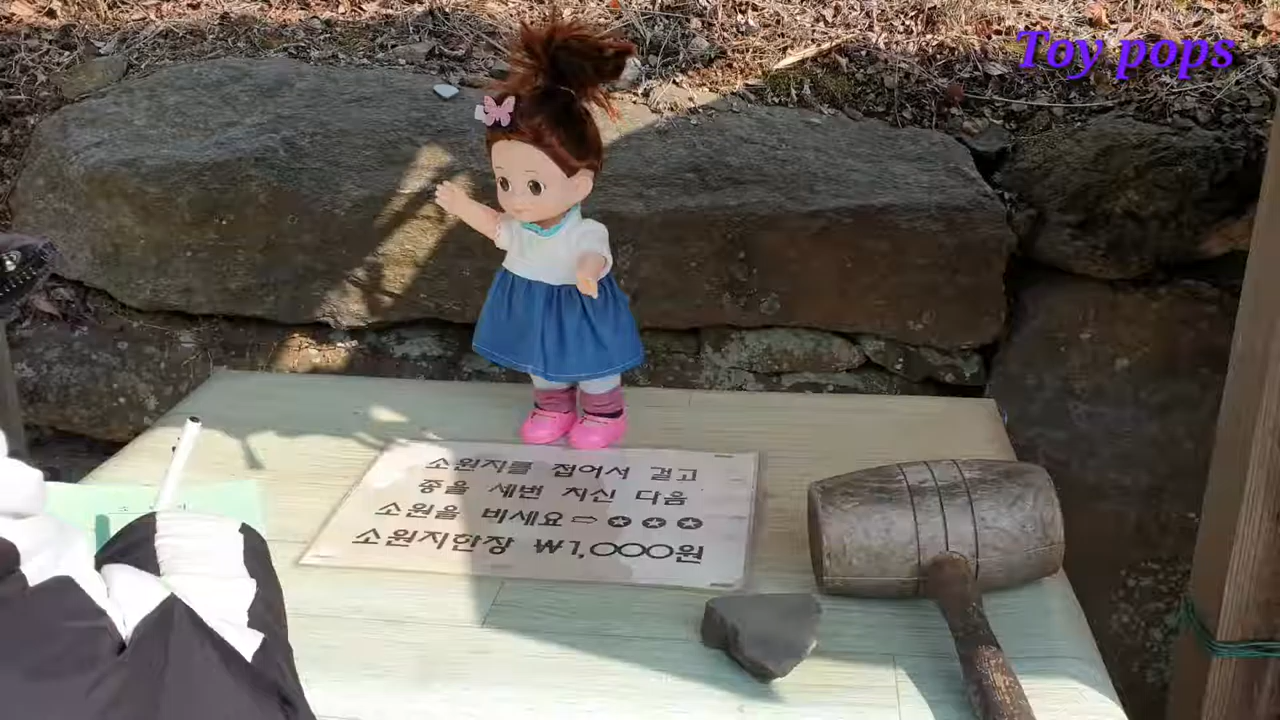 Toy pops
소원지를 접어서 걸고
종을 세번 치신 다음
소원을 비세요⇨✪✪✪
소원지한장 ₩1,000원